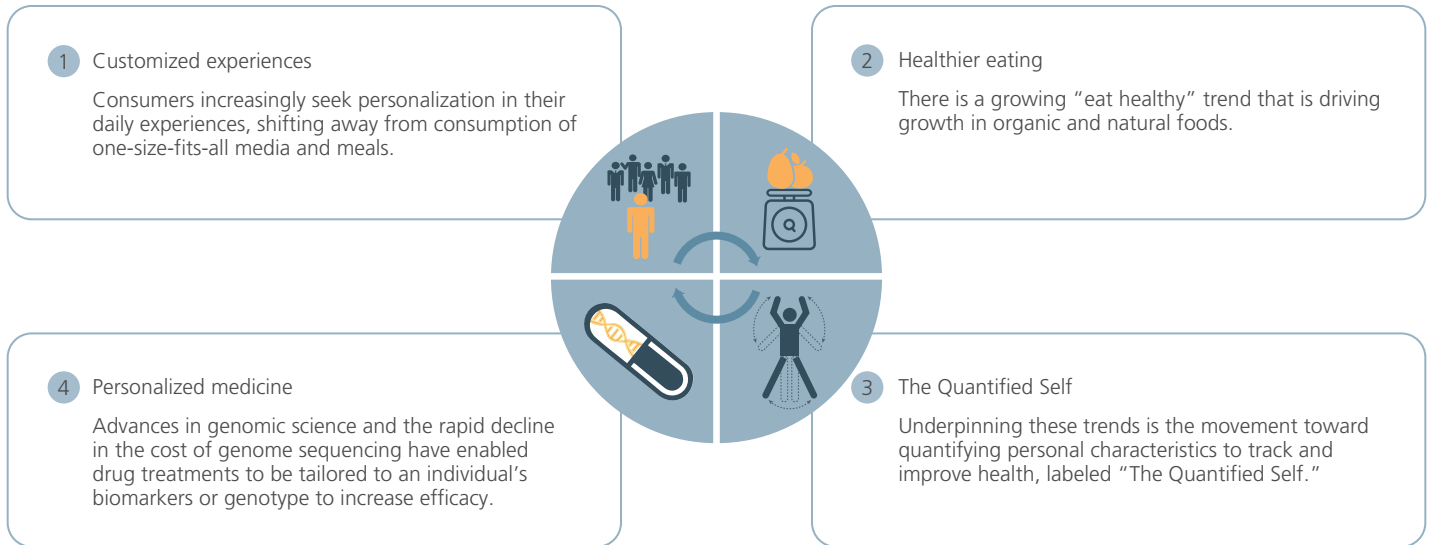 1 Customized experiences
Consumers increasingly seek personalization in their
daily experiences, shifting away from consumption of
one-size-fits-all media and meals.
2 Healthier eating
There is a growing “eat healthy” trend that is driving
growth in organic and natural foods.
4 Personalized medicine
Advances in genomic science and the rapid decline
in the cost of genome sequencing have enabled
drug treatments to be tailored to an individual’s
biomarkers or genotype to increase efficacy.
3 The Quantified Self
Underpinning these trends is the movement toward
quantifying personal characteristics to track and
improve health, labeled “The Quantified Self.”